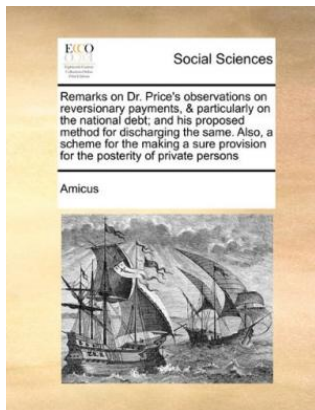 ECCO
Social Sciences
Remarks on Dr. Price's observations on
reversionary payments, & particularly on
the national debt; and his proposed
method for discharging the same. Also, a
scheme for the making a sure provision
for the posterity of private persons
Amicus